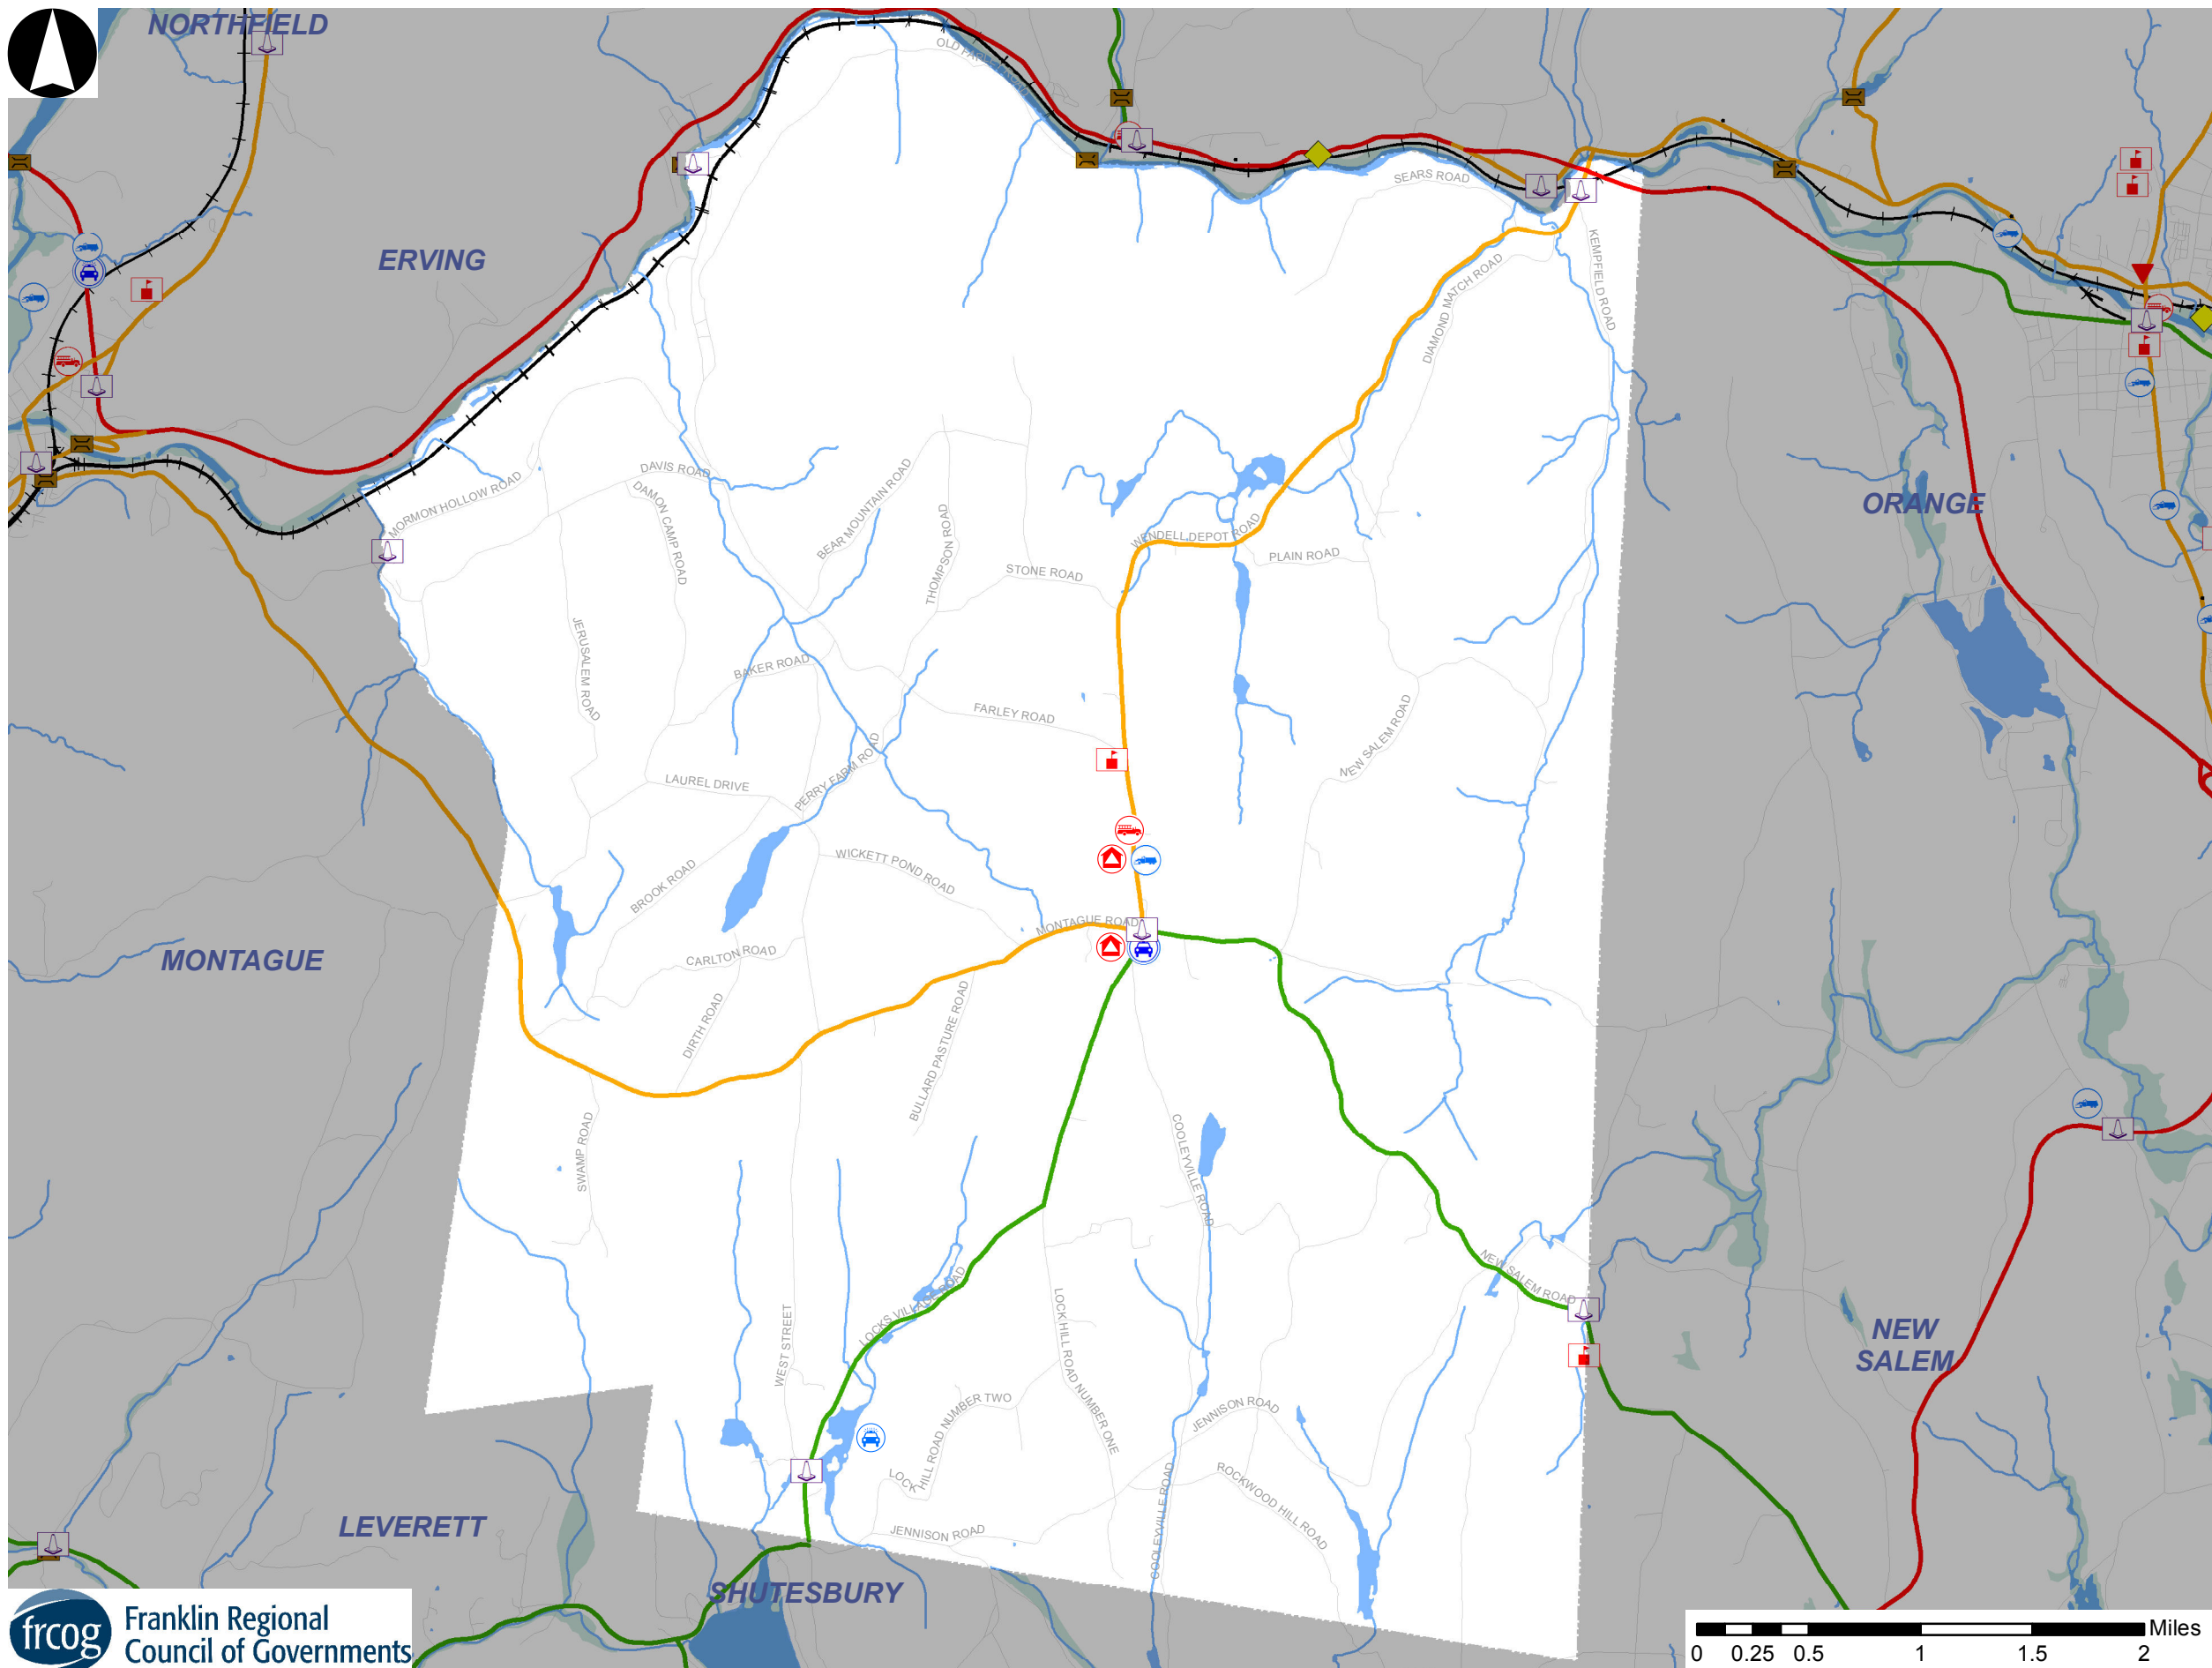 NORTHFIELD
SEARS ROAD
KEMPFIELD ROAD
ERVING
DIAMOND MATCH ROAD
DAVIS ROAD
BEAR MOUNTAIN ROAD
MORMON HOLLOW ROAD
DAMON CAMP ROAD
ORANGE
THOMPSON ROAD
WENDELL DEPOT ROAD
PLAIN ROAD
STONE ROAD
JERUSALEM ROAD
BAKER ROAD
FARLEY ROAD
NEW SALEM ROAD
LAUREL DRIVE
PERRY FARM ROAD
WICKETT POND ROAD
BROOK ROAD
MONTAGUE ROAD
MONTAGUE
CARLTON ROAD
DIRTH ROAD
BULLARD PASTURE ROAD
SWAMP ROAD
COOLEYVILLE ROAD
NEW SALEM ROAD
LOCKS VILLAGE ROAD
WEST STREET
LOCK HILL ROAD NUMBER ONE
NEW
SALEM
LOCK HILL ROAD NUMBER TWO
JENNISON ROAD
ROCKWOOD HILL ROAD
COOLEYVILLE ROAD
LEVERETT
JENNISON ROAD
SHUTESBURY
frcog
Franklin Regional
Council of Governments
Miles
0 0.25 0.5 1 1.5 2